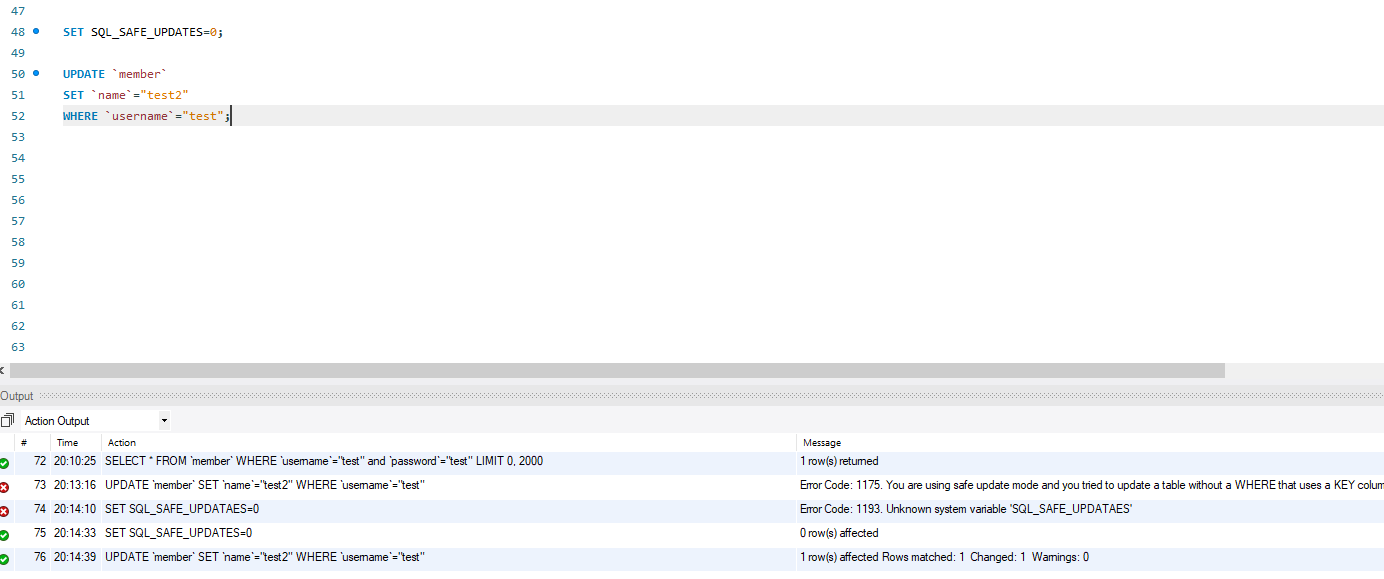 47
48 SET SQL_SAFE_UPDATES=0;
49
50 UPDATE `member`
51 SET `name`="test2"
52 WHERE `username`="test";
53
54
55
56
57
58
59
60
61
62
63
Output
Action Output
# Time Action Message
72 20:10:25 SELECT * FROM `member` WHERE `username`="test" and `password`="test" LIMIT 0, 2000 1 row(s) returned
73 20:13:16 UPDATE `member` SET `name`="test2" WHERE `username`="test" Error Code: 1175. You are using safe update mode and you tried to update a table without a WHERE that uses a KEY colum
74 20:14:10 SET SQL_SAFE_UPDATAES=0 Error Code: 1193. Unknown system variable 'SQL_SAFE_UPDATAES'
75 20:14:33 SET SQL_SAFE_UPDATES=0 0 row(s) affected
76 20:14:39 UPDATE `member` SET `name`="test2" WHERE `username`="test" 1 row(s) affected Rows matched: 1 Changed: 1 Warnings: 0